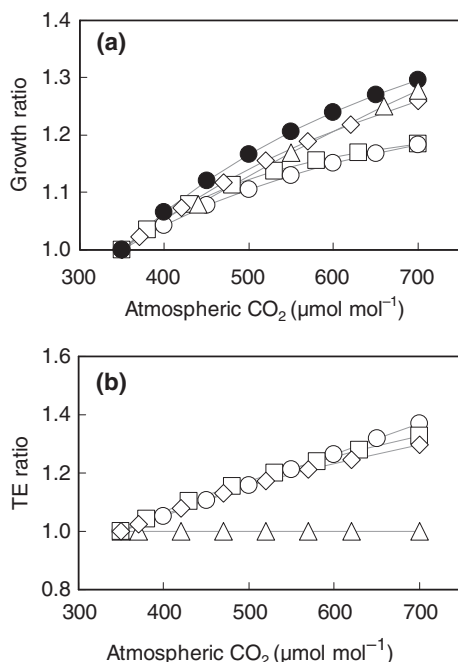 (a)
Growth ratio
1.4
1.3
1.2
1.1
1.0
300 400 500 600 700
Atmospheric CO₂ (µmol mol⁻¹)
(b)
TE ratio
1.6
1.4
1.2
1.0
0.8
300 400 500 600 700
Atmospheric CO₂ (µmol mol⁻¹)